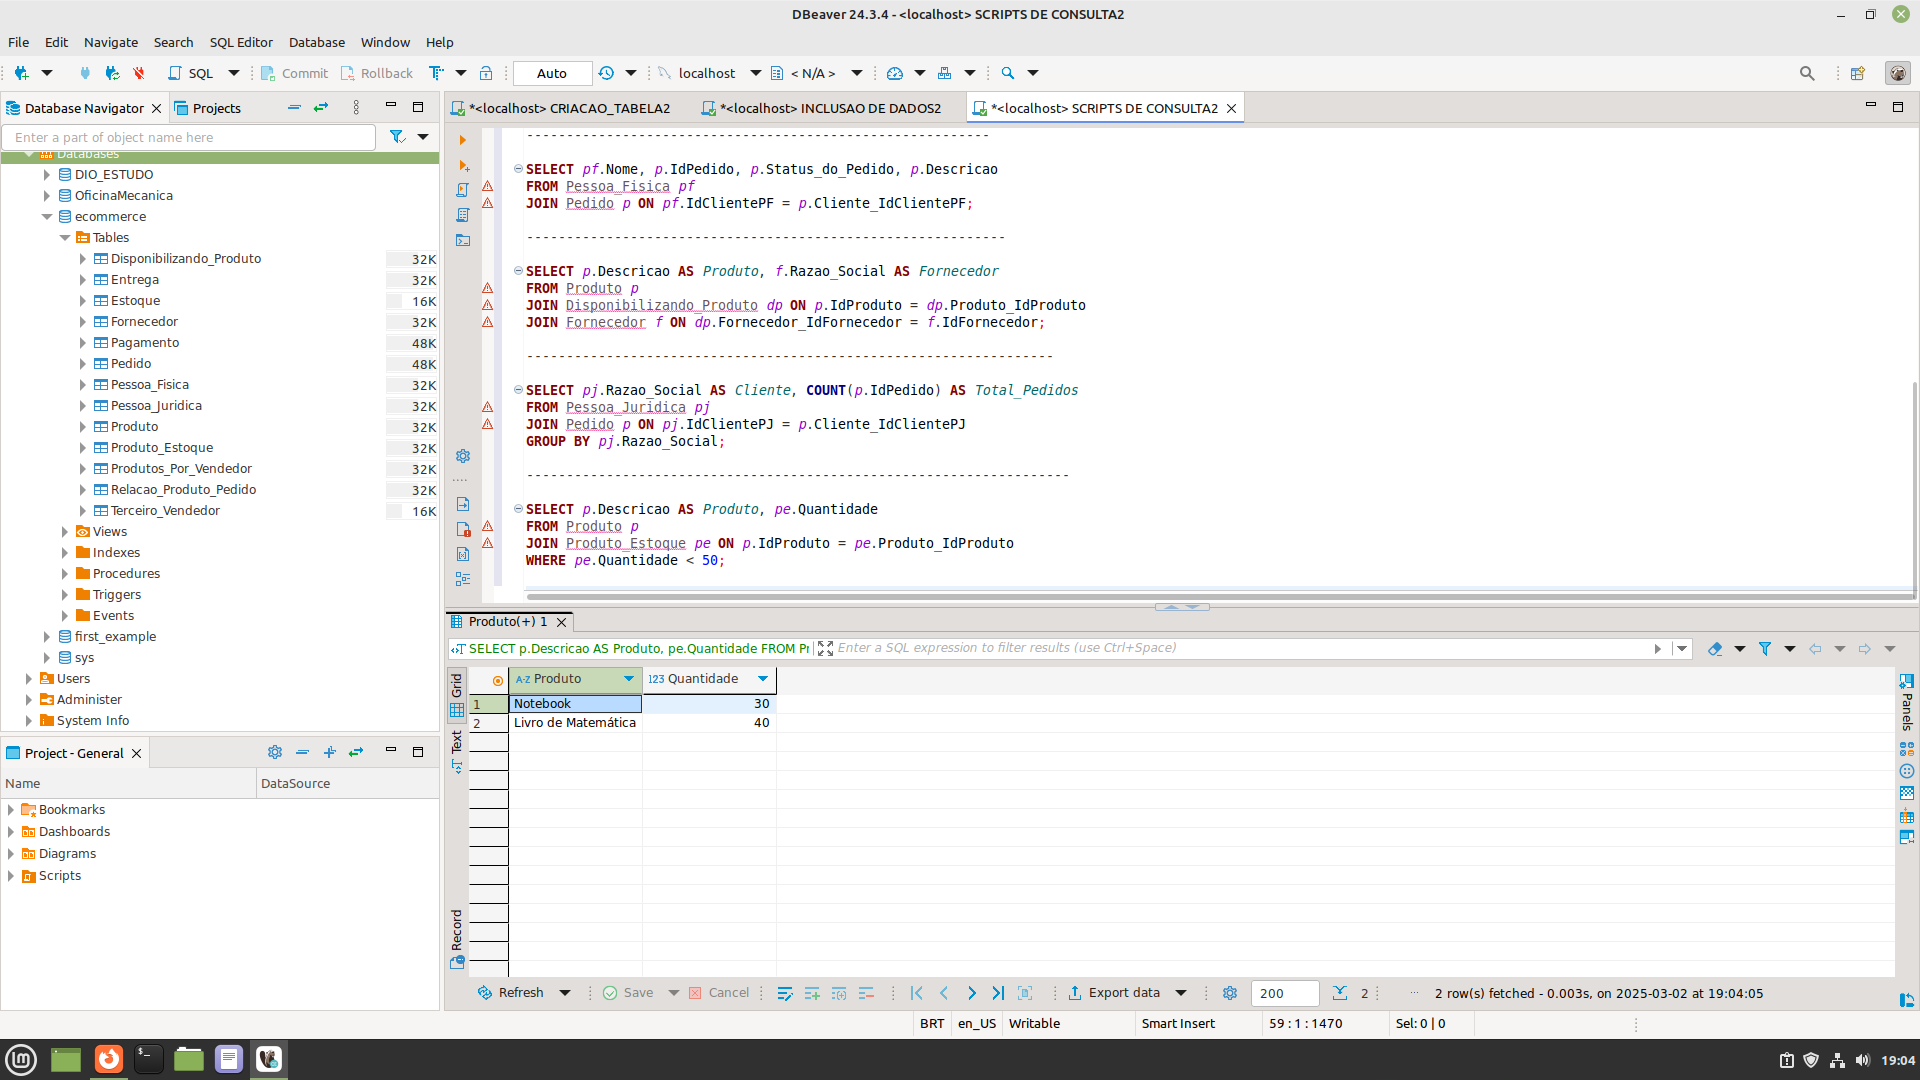 DBeaver 24.3.4 - <localhost> SCRIPTS DE CONSULTA2
File Edit Navigate Search SQL Editor Database Window Help
SQL Commit Rollback Auto localhost < N/A >
Database Navigator Projects
Enter a part of object name here
Databases
DIO_ESTUDO
OficinaMecanica
ecommerce
Tables
Disponibilizando_Produto 32K
Entrega 32K
Estoque 16K
Fornecedor 32K
Pagamento 48K
Pedido 48K
Pessoa_Fisica 32K
Pessoa_Juridica 32K
Produto 32K
Produto_Estoque 32K
Produtos_Por_Vendedor 32K
Relacao_Produto_Pedido 32K
Terceiro_Vendedor 16K
Views
Indexes
Procedures
Triggers
Events
first_example
sys
Users
Administer
System Info
Project - General
Name DataSource
Bookmarks
Dashboards
Diagrams
Scripts
*<localhost> CRIACAO_TABELA2 *<localhost> INCLUSAO DE DADOS2 *<localhost> SCRIPTS DE CONSULTA2
----------------------------------------------------------
SELECT pf.Nome, p.IdPedido, p.Status_do_Pedido, p.Descricao
FROM Pessoa_Fisica pf
JOIN Pedido p ON pf.IdClientePF = p.Cliente_IdClientePF;
------------------------------------------------------------
SELECT p.Descricao AS Produto, f.Razao_Social AS Fornecedor
FROM Produto p
JOIN Disponibilizando_Produto dp ON p.IdProduto = dp.Produto_IdProduto
JOIN Fornecedor f ON dp.Fornecedor_IdFornecedor = f.IdFornecedor;
------------------------------------------------------------------
SELECT pj.Razao_Social AS Cliente, COUNT(p.IdPedido) AS Total_Pedidos
FROM Pessoa_Juridica pj
JOIN Pedido p ON pj.IdClientePJ = p.Cliente_IdClientePJ
GROUP BY pj.Razao_Social;
--------------------------------------------------------------------
SELECT p.Descricao AS Produto, pe.Quantidade
FROM Produto p
JOIN Produto_Estoque pe ON p.IdProduto = pe.Produto_IdProduto
WHERE pe.Quantidade < 50;
Produto(+) 1
SELECT p.Descricao AS Produto, pe.Quantidade FROM Pr Enter a SQL expression to filter results (use Ctrl+Space)
Grid
Text
Record
Panels
A-Z Produto 123 Quantidade
1 Notebook 30
2 Livro de Matemática 40
Refresh Save Cancel Export data 200 2 2 row(s) fetched - 0.003s, on 2025-03-02 at 19:04:05
BRT en_US Writable Smart Insert 59 : 1 : 1470 Sel: 0 | 0
19:04